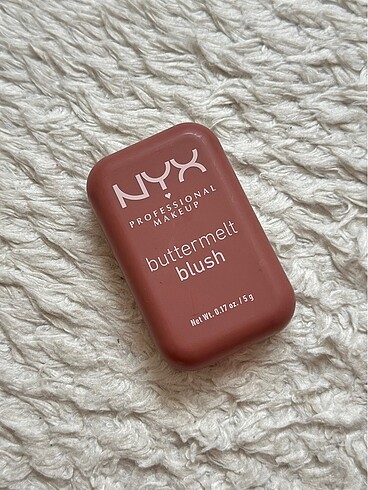 NYX
PROFESSIONAL
MAKEUP
buttermelt
blush
Net Wt. 0.17 oz. / 5 g